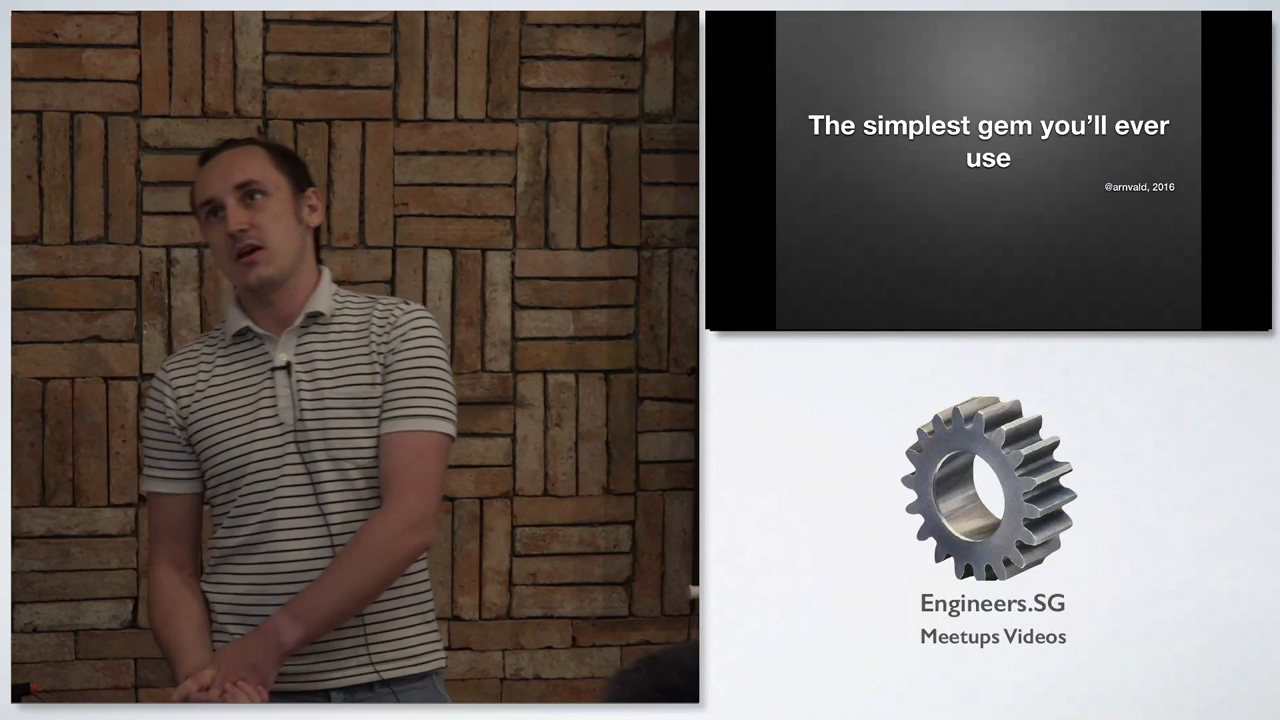 The simplest gem you'll ever
use
@arnvald, 2016
Engineers.SG
Meetups Videos